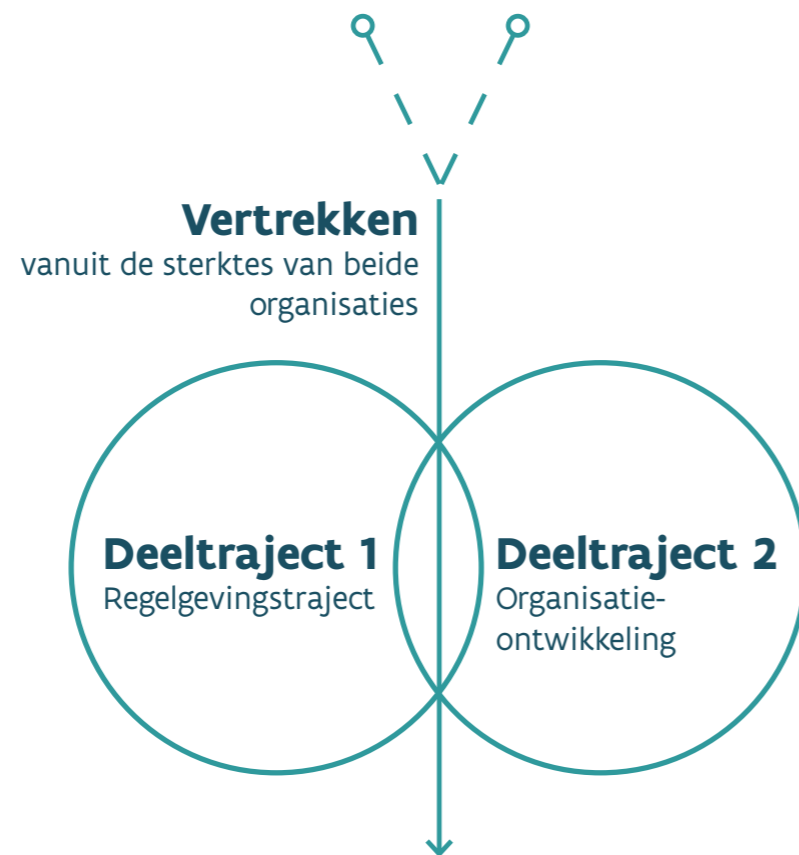 Vertrekken
vanuit de sterktes van beide
organisaties
Deeltraject 1
Regelgevingstraject
Deeltraject 2
Organisatie-
ontwikkeling